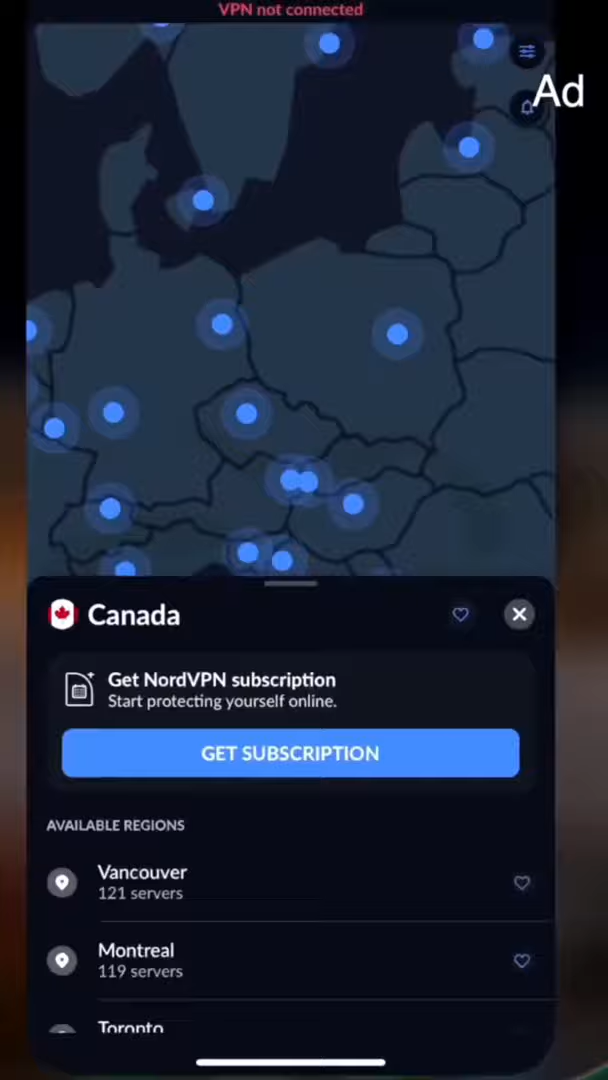 VPN not connected
Ad
Canada
Get NordVPN subscription
Start protecting yourself online.
GET SUBSCRIPTION
AVAILABLE REGIONS
Vancouver
121 servers
Montreal
119 servers
Toronto